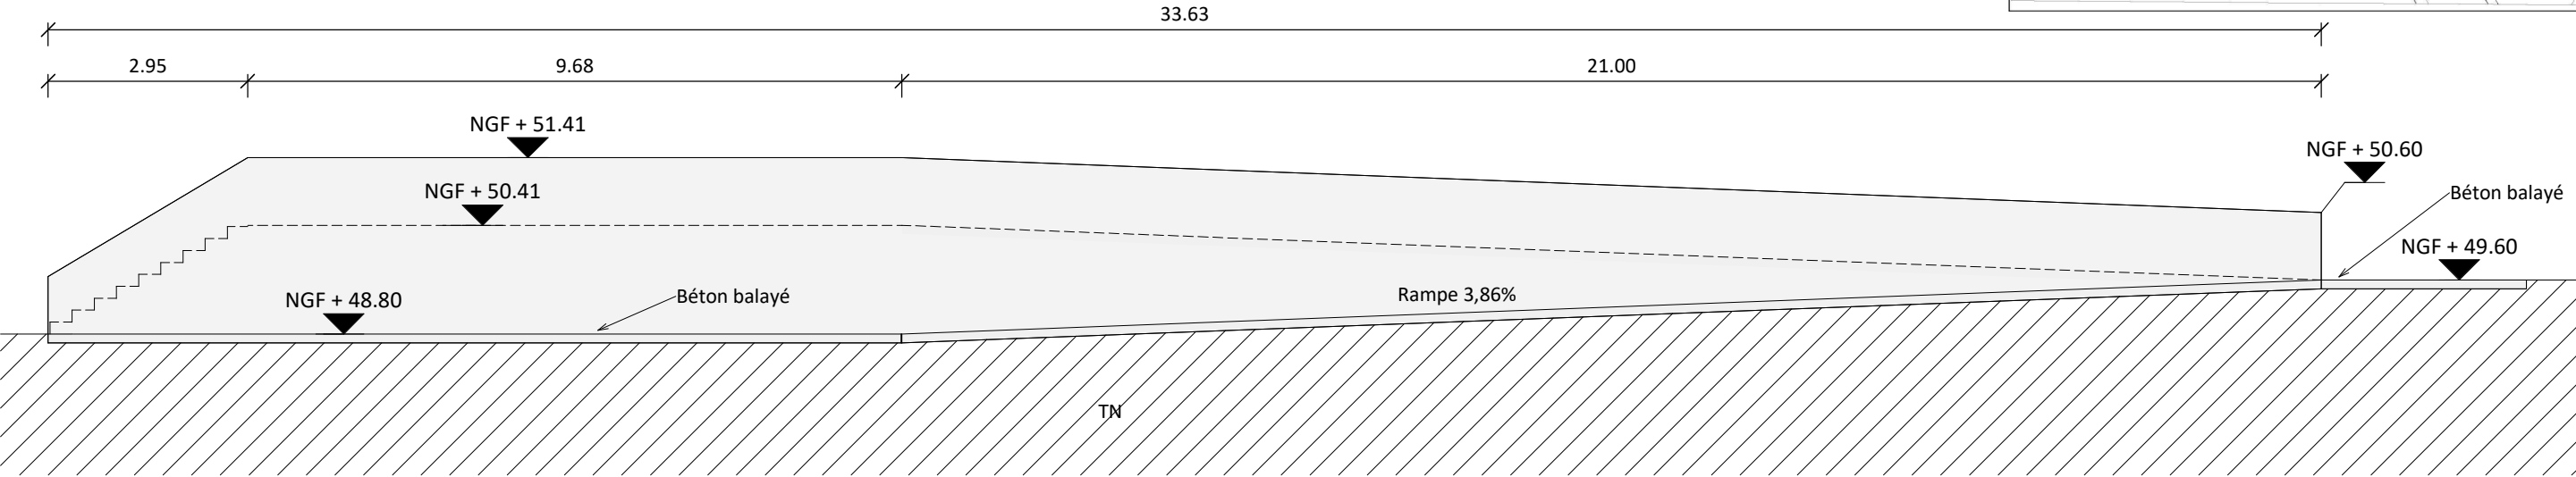 33.63
2.95
9.68
21.00
NGF + 51.41
NGF + 50.60
NGF + 50.41
Béton balayé
NGF + 49.60
NGF + 48.80
Béton balayé
Rampe 3,86%
TN